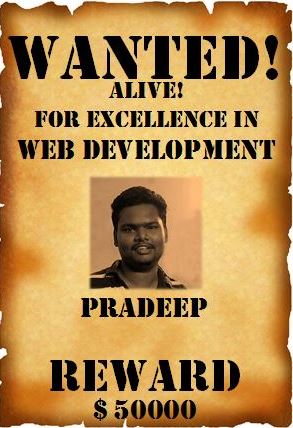 WANTED!
ALIVE!
FOR EXCELLENCE IN
WEB DEVELOPMENT
PRADEEP
REWARD
$ 50000